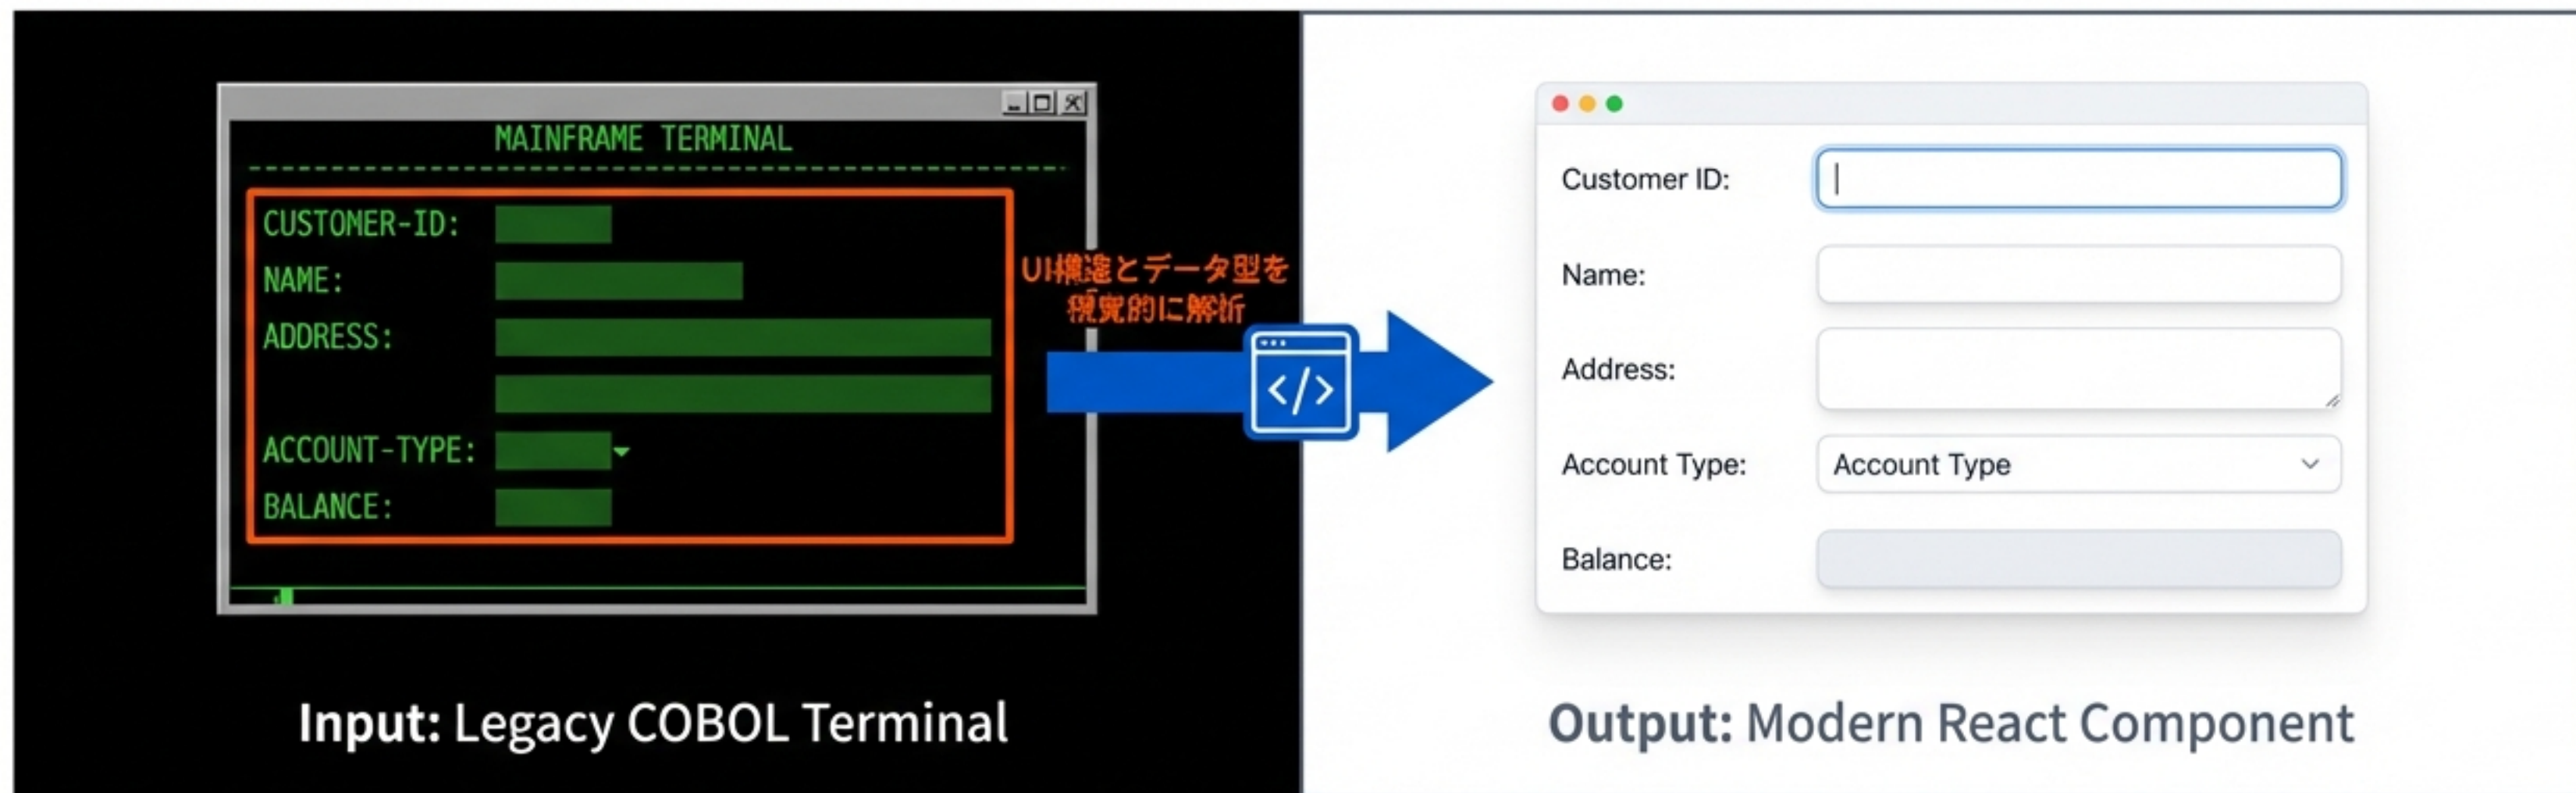 MAINFRAME TERMINAL
CUSTOMER-ID:
NAME:
ADDRESS:
ACCOUNT-TYPE:
BALANCE:
UI構造とデータ型を
視覚的に解析
Input: Legacy COBOL Terminal
Customer ID:
Name:
Address:
Account Type:
Account Type
Balance:
Output: Modern React Component